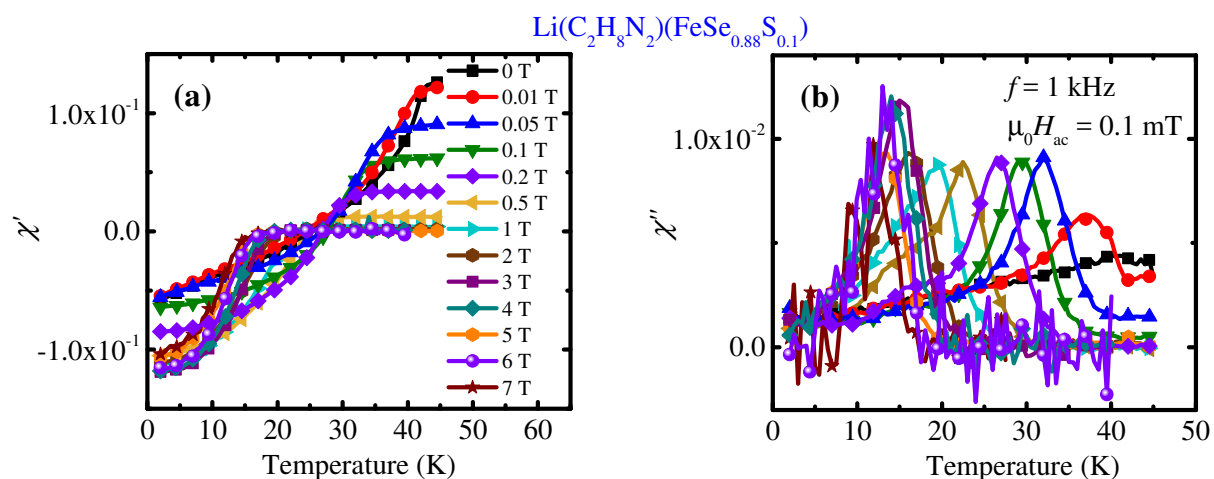 Li(C₂H₈N₂)(FeSe₀.₈₈S₀.₁)
(a)
1.0x10⁻¹
0.0
-1.0x10⁻¹
χ′
0 10 20 30 40 50 60
Temperature (K)
0 T
0.01 T
0.05 T
0.1 T
0.2 T
0.5 T
1 T
2 T
3 T
4 T
5 T
6 T
7 T
(b)
f = 1 kHz
μ₀H_ac = 0.1 mT
1.0x10⁻²
0.0
χ″
0 10 20 30 40 50
Temperature (K)